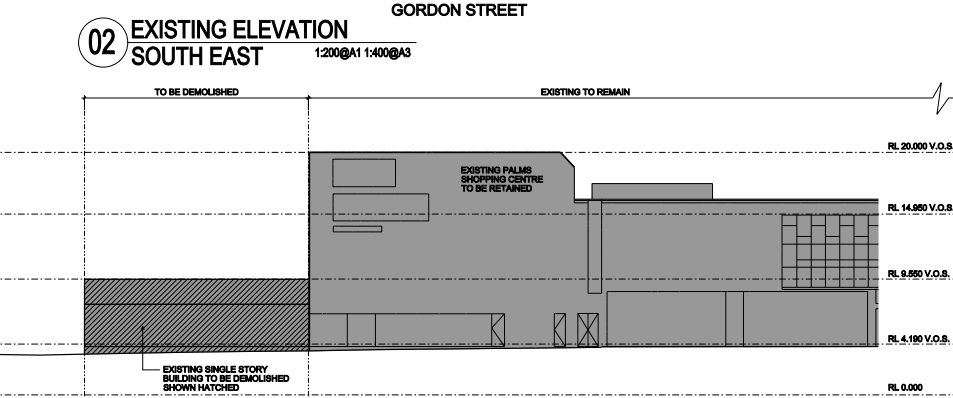 GORDON STREET
02
EXISTING ELEVATION
SOUTH EAST
1:200@A1 1:400@A3
TO BE DEMOLISHED
EXISTING TO REMAIN
RL 20.000 V.O.S.
EXISTING PALMS
SHOPPING CENTRE
TO BE RETAINED
RL 14.950 V.O.S.
RL 9.550 V.O.S.
RL 4.190 V.O.S.
EXISTING SINGLE STORY
BUILDING TO BE DEMOLISHED
SHOWN HATCHED
RL 0.000